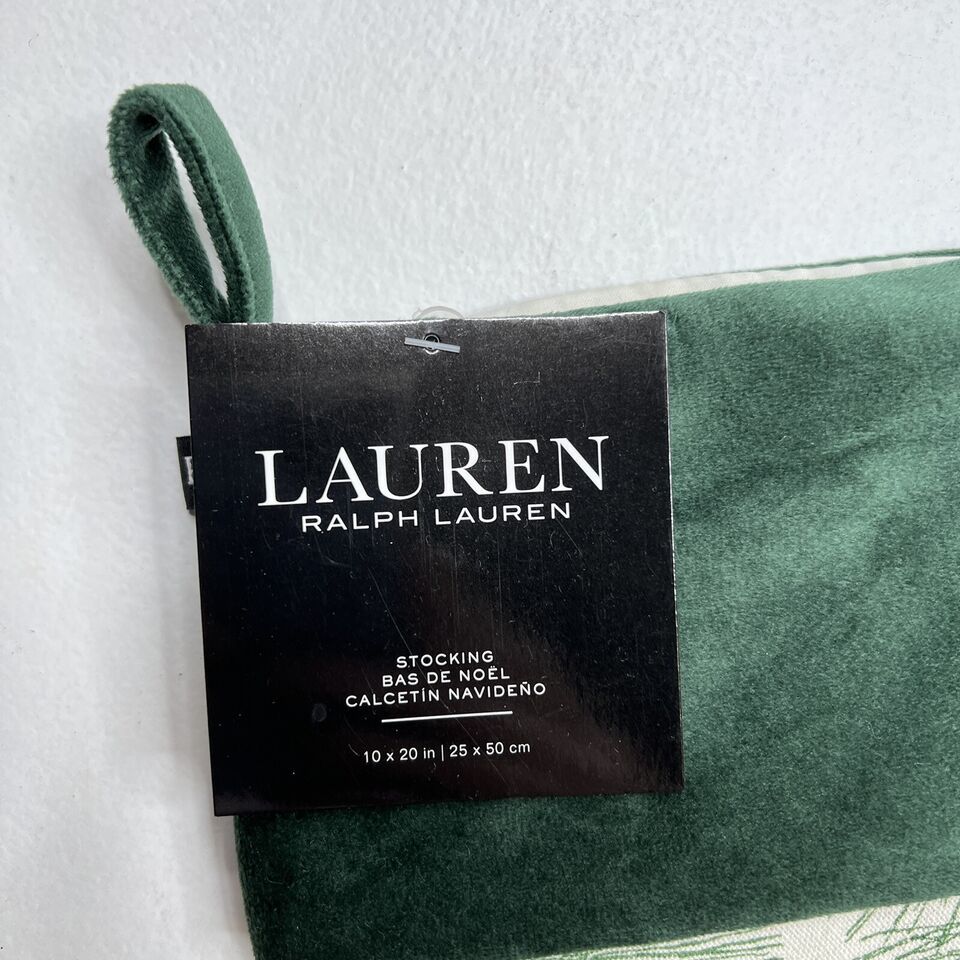 LAUREN
RALPH LAUREN
STOCKING
BAS DE NOËL
CALCETÍN NAVIDEÑO
10 x 20 in | 25 x 50 cm